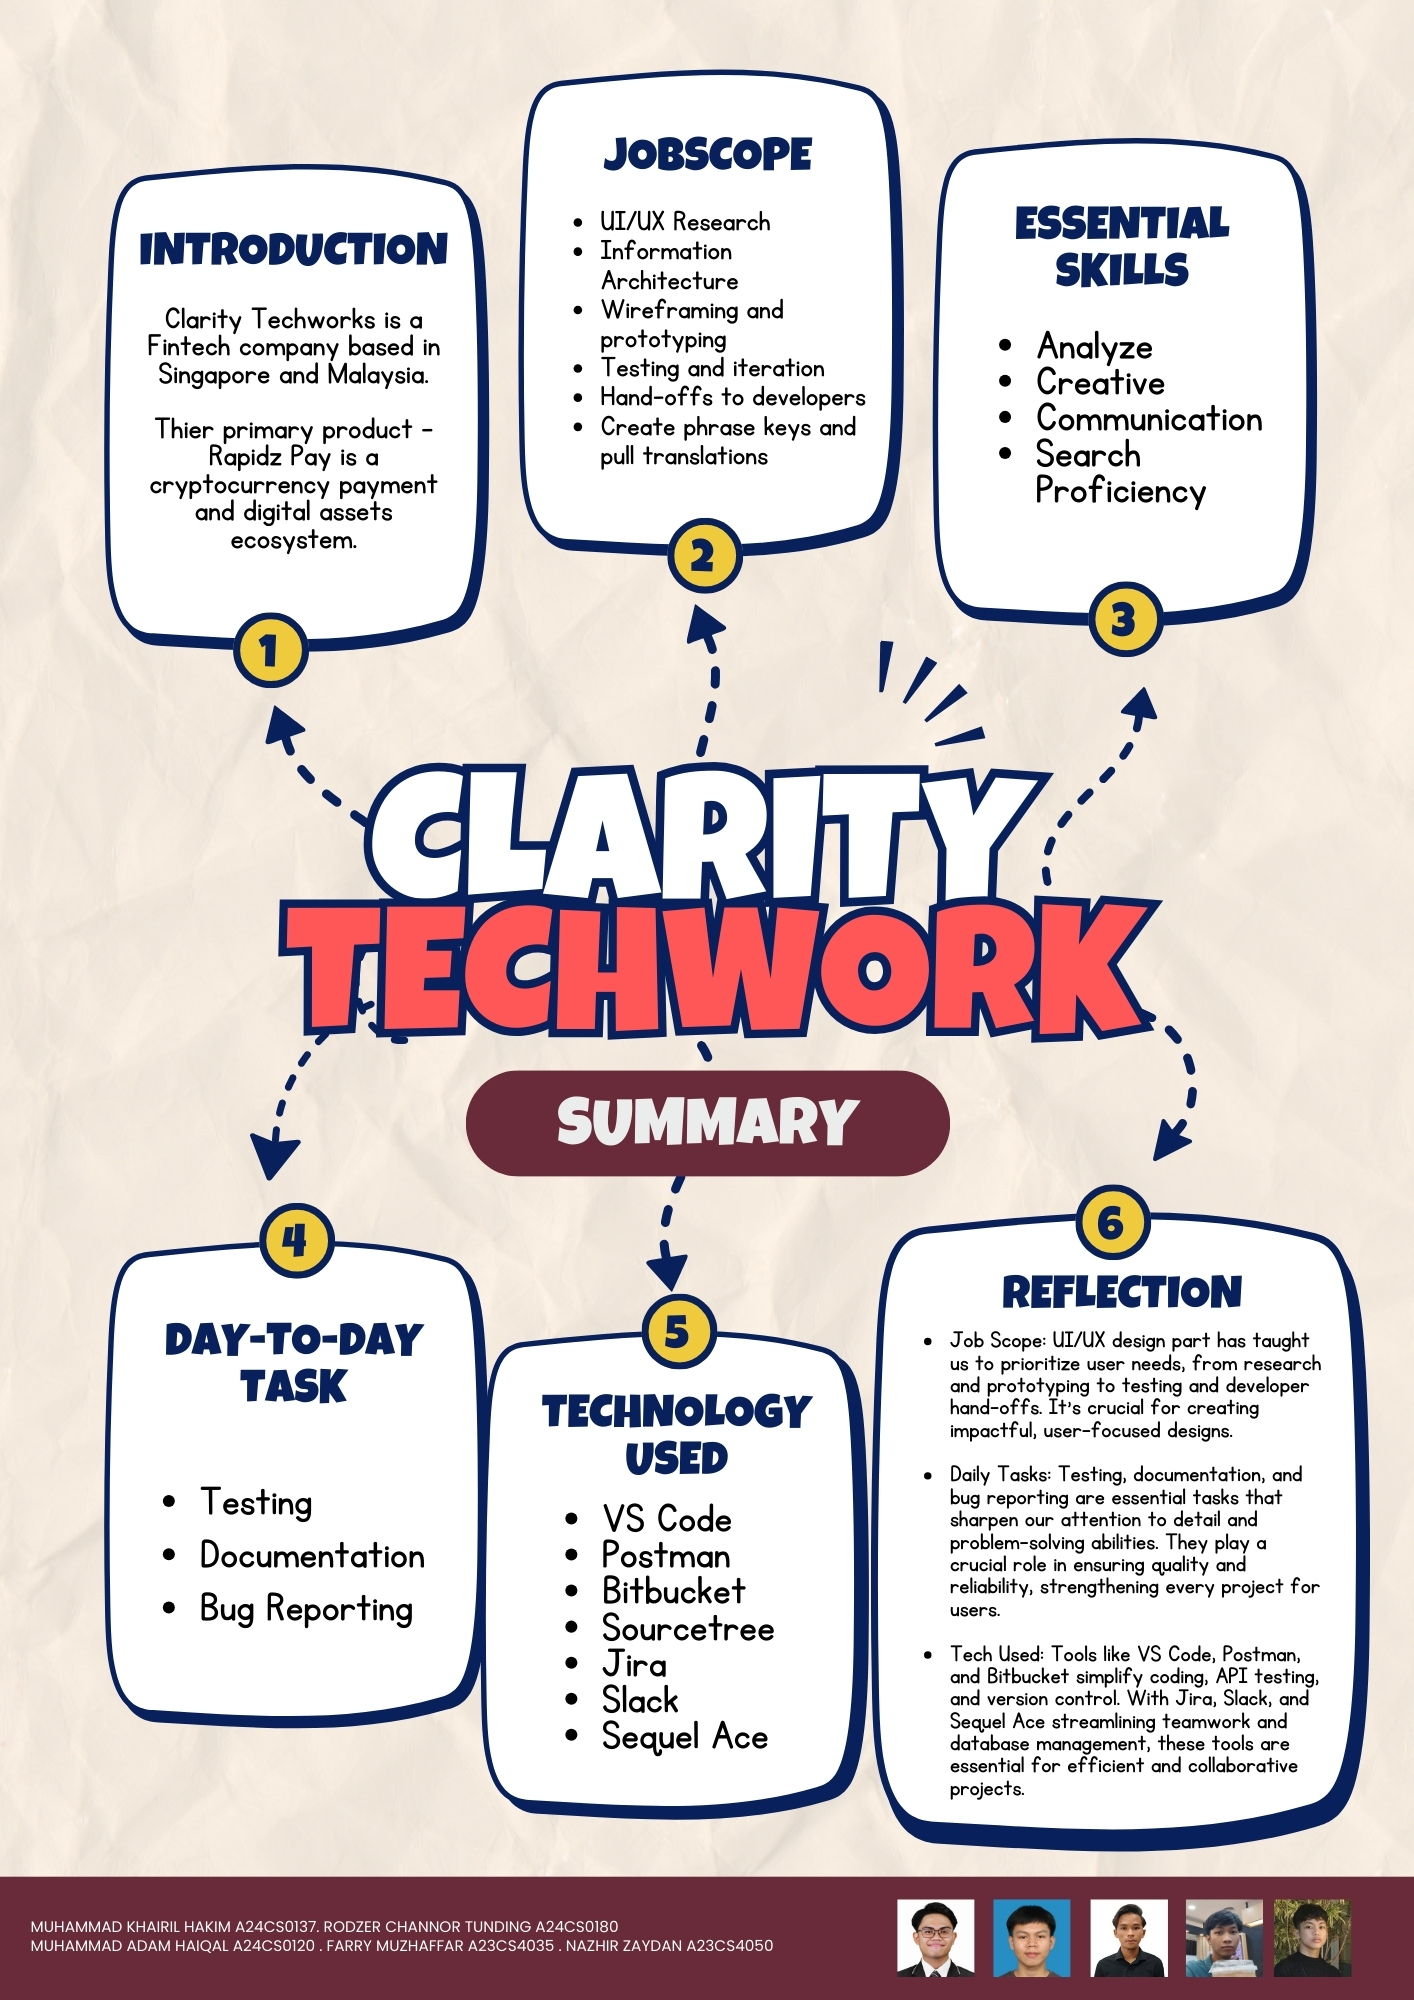 INTRODUCTION
Clarity Techworks is a
Fintech company based in
Singapore and Malaysia.
Thier primary product -
Rapidz Pay is a
cryptocurrency payment
and digital assets
ecosystem.
1
JOBSCOPE
• UI/UX Research
• Information
Architecture
• Wireframing and
prototyping
• Testing and iteration
• Hand-offs to developers
• Create phrase keys and
pull translations
2
ESSENTIAL
SKILLS
• Analyze
• Creative
• Communication
• Search
Proficiency
3
CLARITY
TECHWORK
SUMMARY
4
DAY-TO-DAY
TASK
• Testing
• Documentation
• Bug Reporting
5
TECHNOLOGY
USED
• VS Code
• Postman
• Bitbucket
• Sourcetree
• Jira
• Slack
• Sequel Ace
6
REFLECTION
• Job Scope: UI/UX design part has taught
us to prioritize user needs, from research
and prototyping to testing and developer
hand-offs. It's crucial for creating
impactful, user-focused designs.
• Daily Tasks: Testing, documentation, and
bug reporting are essential tasks that
sharpen our attention to detail and
problem-solving abilities. They play a
crucial role in ensuring quality and
reliability, strengthening every project for
users.
• Tech Used: Tools like VS Code, Postman,
and Bitbucket simplify coding, API testing,
and version control. With Jira, Slack, and
Sequel Ace streamlining teamwork and
database management, these tools are
essential for efficient and collaborative
projects.
MUHAMMAD KHAIRIL HAKIM A24CS0137. RODZER CHANNOR TUNDING A24CS0180
MUHAMMAD ADAM HAIQAL A24CS0120 . FARRY MUZHAFFAR A23CS4035 . NAZHIR ZAYDAN A23CS4050